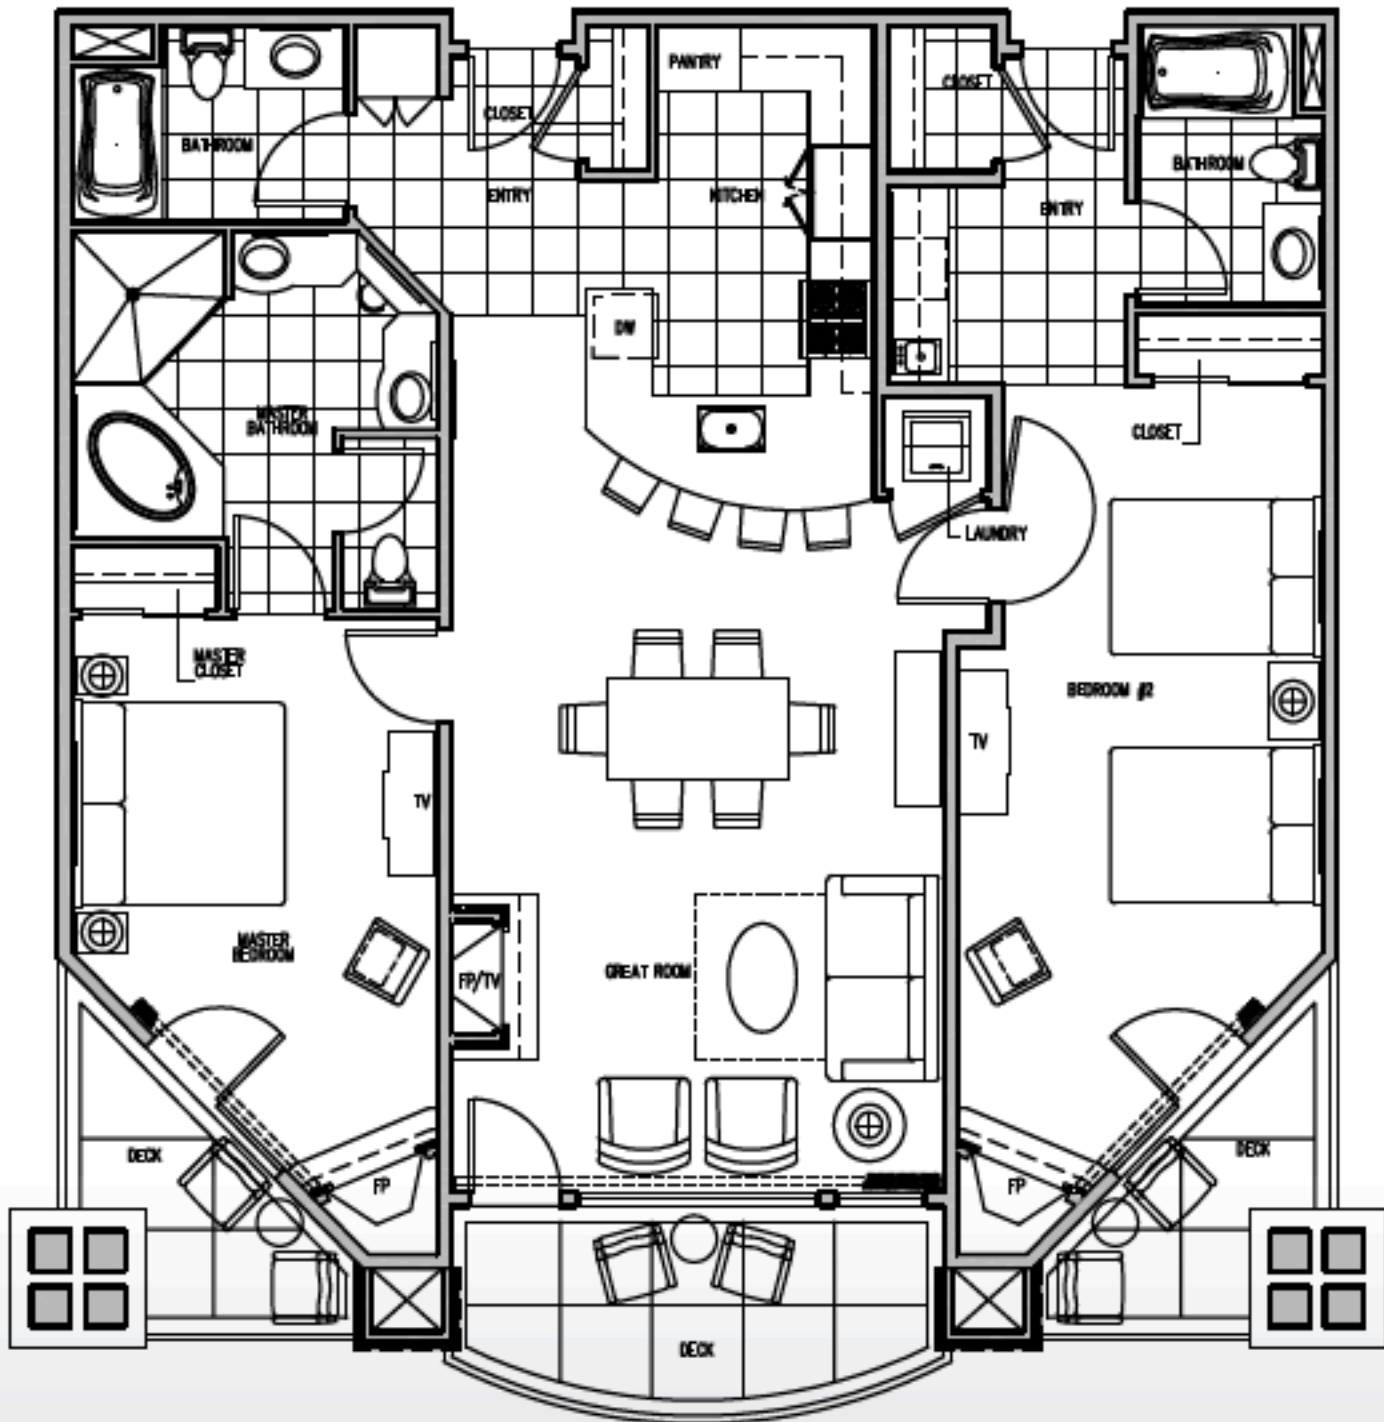 PANTRY
CLOSET
CLOSET
BATHROOM
BATHROOM
ENTRY
KITCHEN
ENTRY
DW
MASTER
BATHROOM
CLOSET
LAUNDRY
MASTER
CLOSET
BEDROOM #2
TV
TV
MASTER
BEDROOM
FP/TV
GREAT ROOM
DECK
DECK
FP
FP
DECK